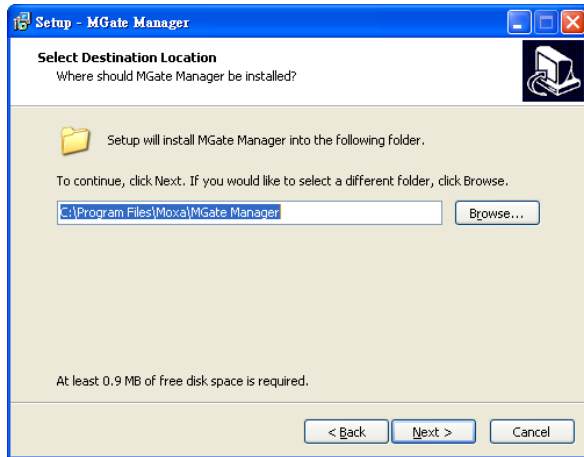 Setup - MGate Manager
Select Destination Location
Where should MGate Manager be installed?
Setup will install MGate Manager into the following folder.
To continue, click Next. If you would like to select a different folder, click Browse.
C:\Program Files\Moxa\MGate Manager
Browse...
At least 0.9 MB of free disk space is required.
< Back
Next >
Cancel